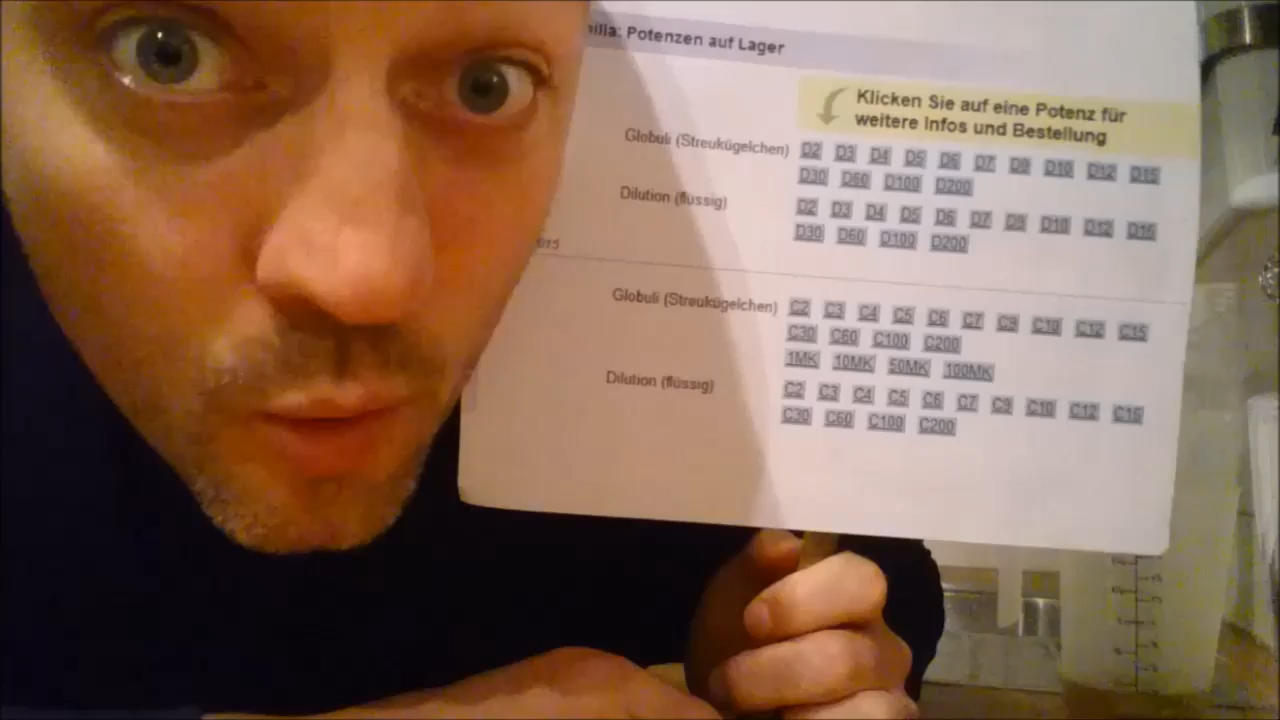 illa: Potenzen auf Lager
Klicken Sie auf eine Potenz für
weitere Infos und Bestellung
Globuli (Streukügelchen) D2 D3 D4 D5 D6 D7 D9 D10 D12 D15
D30 D60 D100 D200
Dilution (flüssig) D2 D3 D4 D5 D6 D7 D9 D10 D12 D15
D30 D60 D100 D200
015
Globuli (Streukügelchen) C2 C3 C4 C5 C6 C7 C9 C10 C12 C15
C30 C60 C100 C200
1MK 10MK 50MK 100MK
Dilution (flüssig) C2 C3 C4 C5 C6 C7 C9 C10 C12 C15
C30 C60 C100 C200